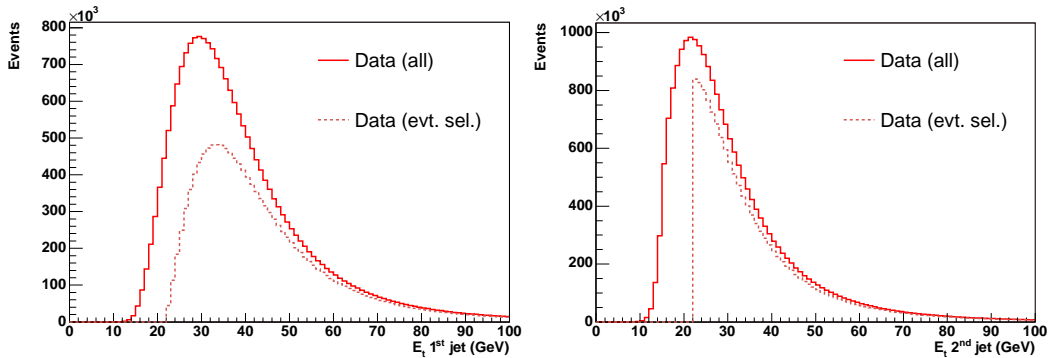 ×10³
Events
800
700
600
500
400
300
200
100
0
Data (all)
Data (evt. sel.)
0 10 20 30 40 50 60 70 80 90 100
E_t 1st jet (GeV)
×10³
Events
1000
800
600
400
200
0
Data (all)
Data (evt. sel.)
0 10 20 30 40 50 60 70 80 90 100
E_t 2nd jet (GeV)